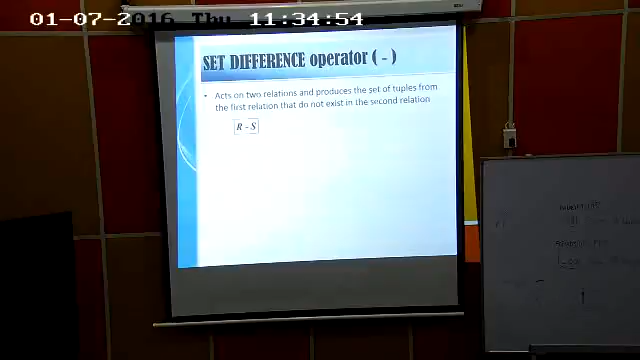 01-07-2016 Thu 11:34:54
SET DIFFERENCE operator ( - )
• Acts on two relations and produces the set of tuples from
the first relation that do not exist in the second relation
R - S